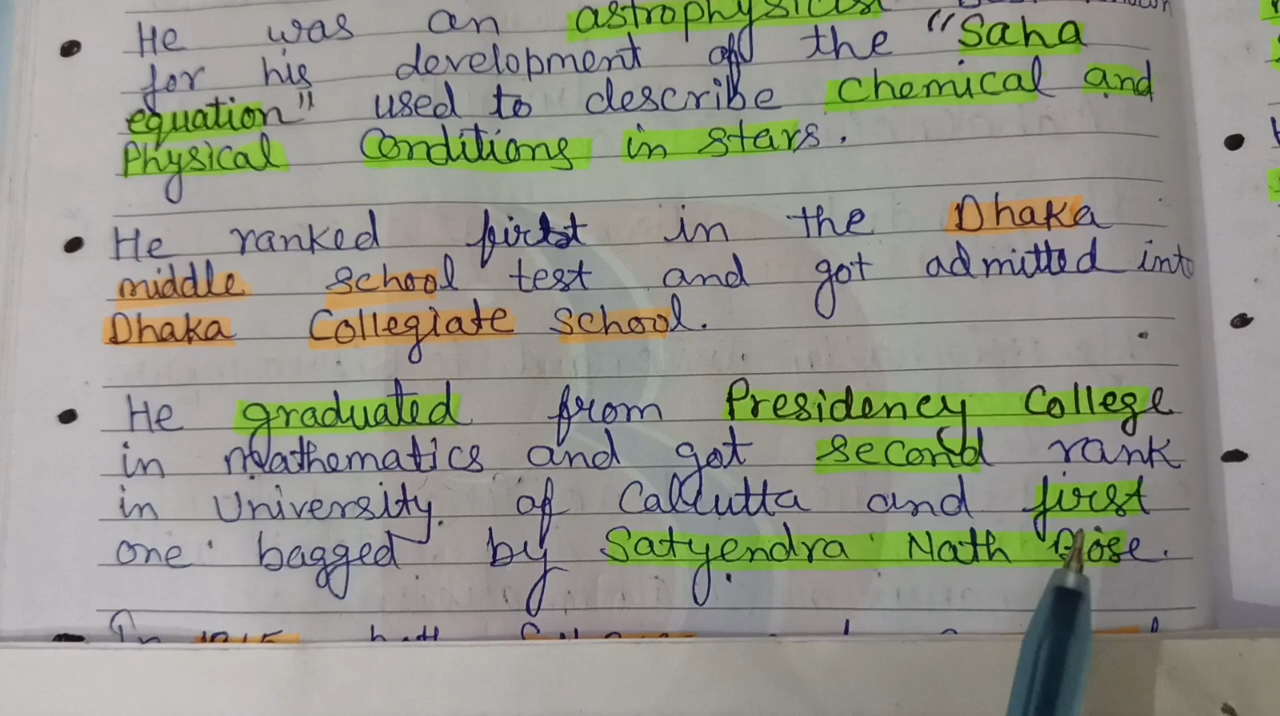 He was an astrophysicist
for his development of the "Saha
equation" used to describe chemical and
Physical Conditions in stars.
He ranked first in the Dhaka
middle school test and got admitted into
Dhaka Collegiate School.
He graduated from Presidency College
in mathematics and got second rank
in University of Calcutta and first
one bagged by Satyendra Nath Bose.